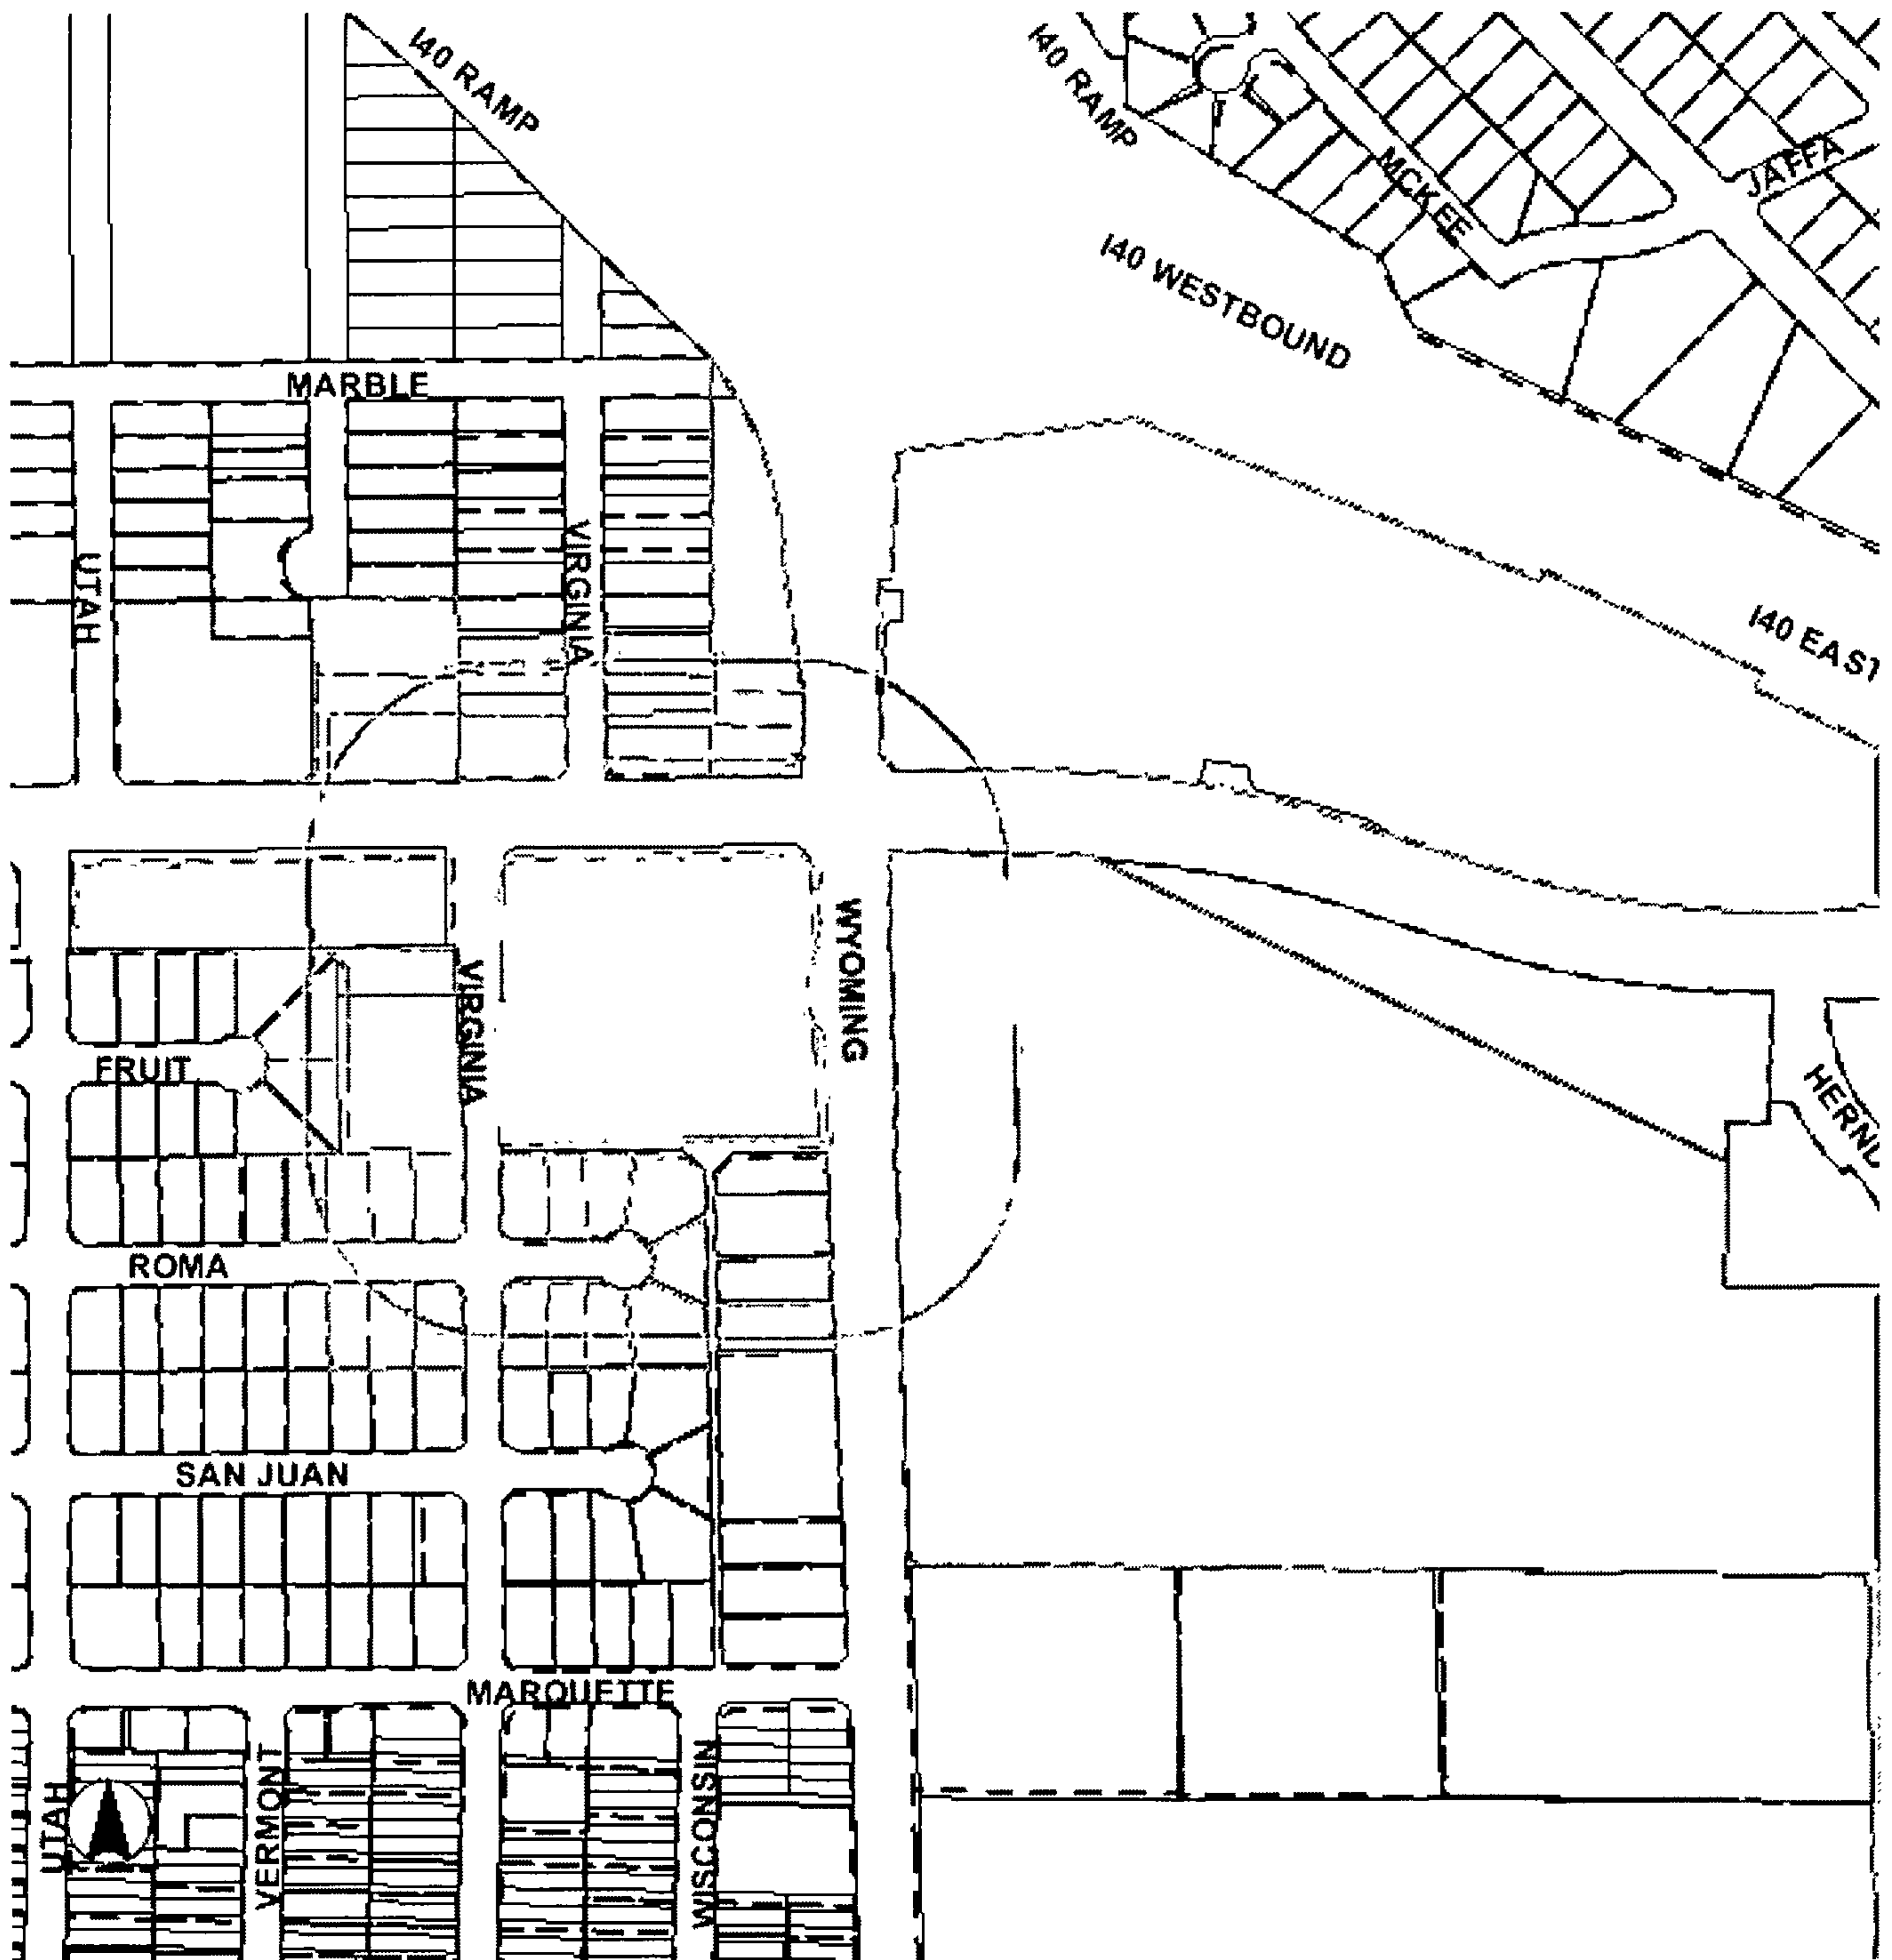 I40 RAMP
I40 RAMP
JAFFA
MCKEE
I40 WESTBOUND
MARBLE
VIRGINIA
UTAH
I40 EAST
WYOMING
VIRGINIA
FRUIT
HERND
ROMA
SAN JUAN
MARQUETTE
WISCONSIN
VERMONT
UTAH